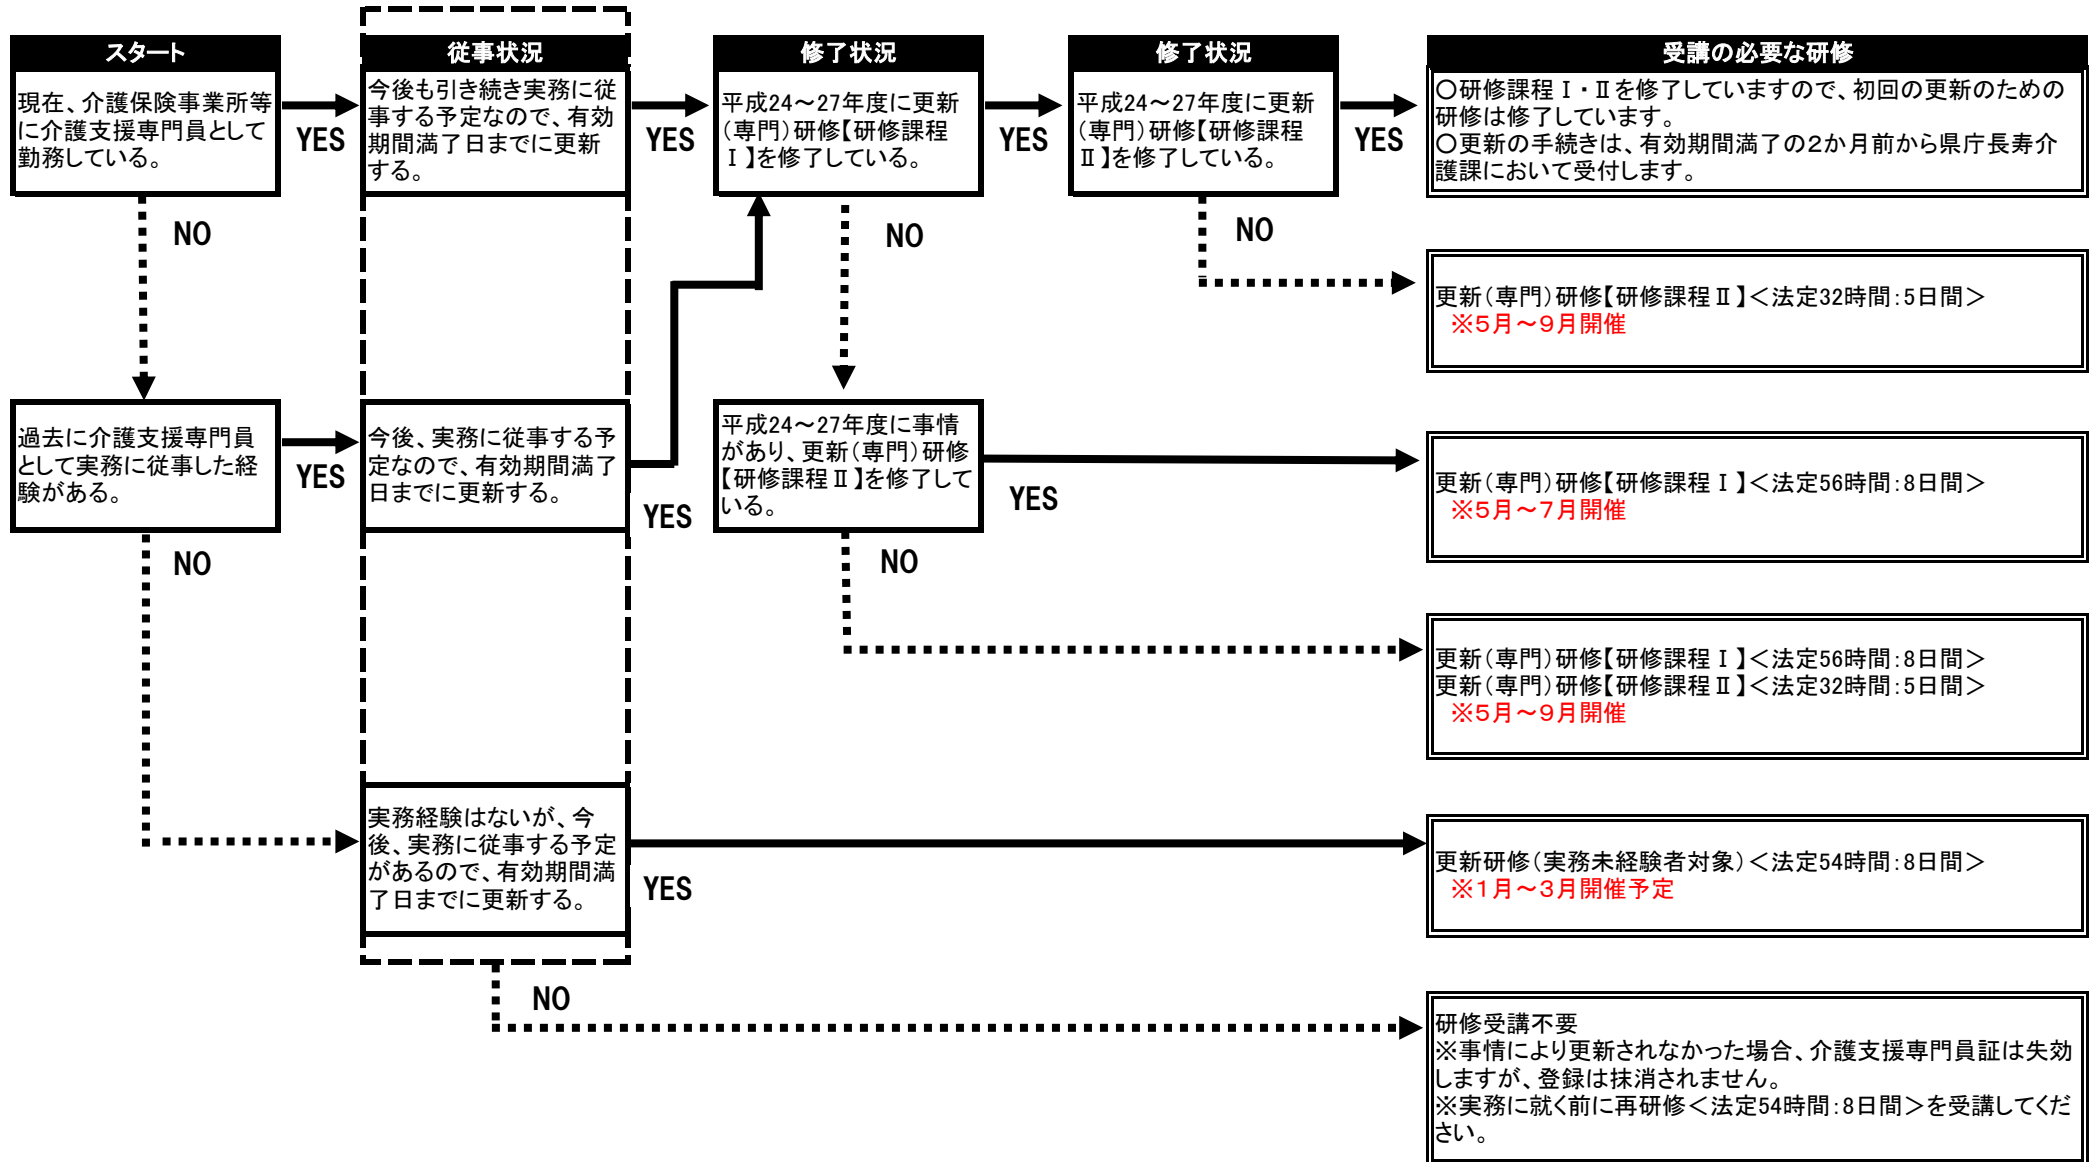 スタート
現在、介護保険事業所等
に介護支援専門員として
勤務している。
YES
NO
従事状況
今後も引き続き実務に従
事する予定なので、有効
期間満了日までに更新
する。
YES
修了状況
平成24～27年度に更新
（専門）研修【研修課程
Ⅰ】を修了している。
YES
NO
修了状況
平成24～27年度に更新
（専門）研修【研修課程
Ⅱ】を修了している。
YES
NO
受講の必要な研修
○研修課程Ⅰ・Ⅱを修了していますので、初回の更新のための
研修は修了しています。
○更新の手続きは、有効期間満了の２か月前から県庁長寿介
護課において受付します。
更新（専門）研修【研修課程Ⅱ】＜法定32時間：5日間＞
※５月～９月開催
過去に介護支援専門員
として実務に従事した経
験がある。
YES
NO
今後、実務に従事する予
定なので、有効期間満了
日までに更新する。
YES
平成24～27年度に事情
があり、更新（専門）研修
【研修課程Ⅱ】を修了して
いる。
YES
NO
更新（専門）研修【研修課程Ⅰ】＜法定56時間：8日間＞
※５月～７月開催
更新（専門）研修【研修課程Ⅰ】＜法定56時間：8日間＞
更新（専門）研修【研修課程Ⅱ】＜法定32時間：5日間＞
※５月～９月開催
実務経験はないが、今
後、実務に従事する予定
があるので、有効期間満
了日までに更新する。
YES
NO
更新研修（実務未経験者対象）＜法定54時間：8日間＞
※１月～３月開催予定
研修受講不要
※事情により更新されなかった場合、介護支援専門員証は失効
しますが、登録は抹消されません。
※実務に就く前に再研修＜法定54時間：8日間＞を受講してくだ
さい。